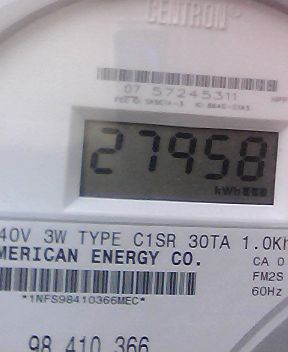 CENTRON®
07 57245311
27958
kWh
40V 3W TYPE C1SR 30TA 1.0Kh
MERICAN ENERGY CO.
CA 0
FM2S
60Hz
*1NFS98410366MEC*
98 410 366